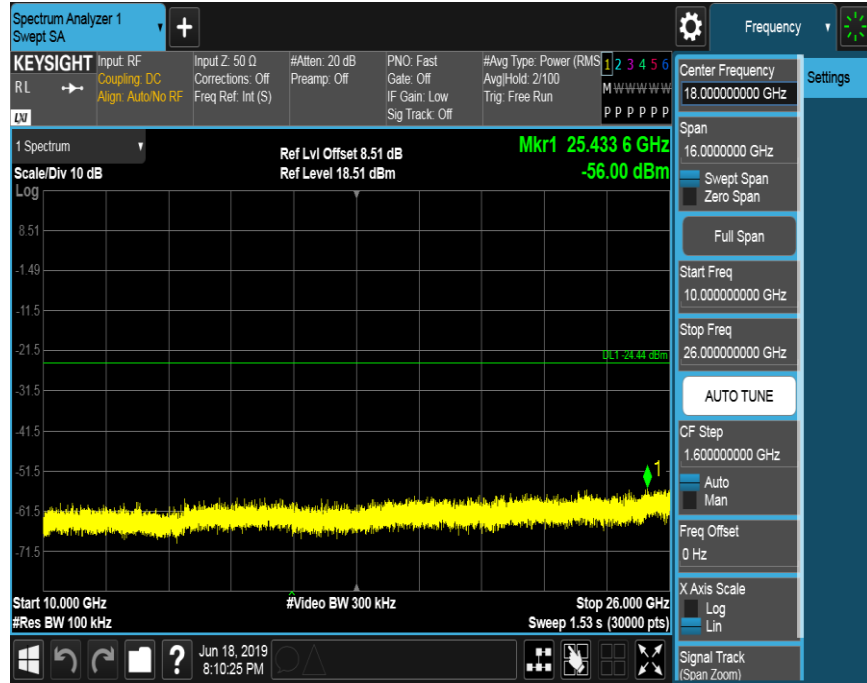 Spectrum Analyzer 1
Swept SA
+
Frequency
KEYSIGHT
RL
LXI
Input: RF
Coupling: DC
Align: Auto/No RF
Input Z: 50 Ω
Corrections: Off
Freq Ref: Int (S)
#Atten: 20 dB
Preamp: Off
PNO: Fast
Gate: Off
IF Gain: Low
Sig Track: Off
#Avg Type: Power (RMS
Avg|Hold: 2/100
Trig: Free Run
1 2 3 4 5 6
M W W W W W
P P P P P P
1 Spectrum
Scale/Div 10 dB
Ref Lvl Offset 8.51 dB
Ref Level 18.51 dBm
Mkr1 25.433 6 GHz
-56.00 dBm
Log
8.51
-1.49
-11.5
-21.5
DL1 -24.44 dBm
-31.5
-41.5
-51.5
1
-61.5
-71.5
Start 10.000 GHz
#Res BW 100 kHz
#Video BW 300 kHz
Stop 26.000 GHz
Sweep 1.53 s (30000 pts)
?
Jun 18, 2019
8:10:25 PM
Center Frequency
18.000000000 GHz
Span
16.0000000 GHz
Swept Span
Zero Span
Full Span
Start Freq
10.000000000 GHz
Stop Freq
26.000000000 GHz
AUTO TUNE
CF Step
1.600000000 GHz
Auto
Man
Freq Offset
0 Hz
X Axis Scale
Log
Lin
Signal Track
(Span Zoom)
Settings